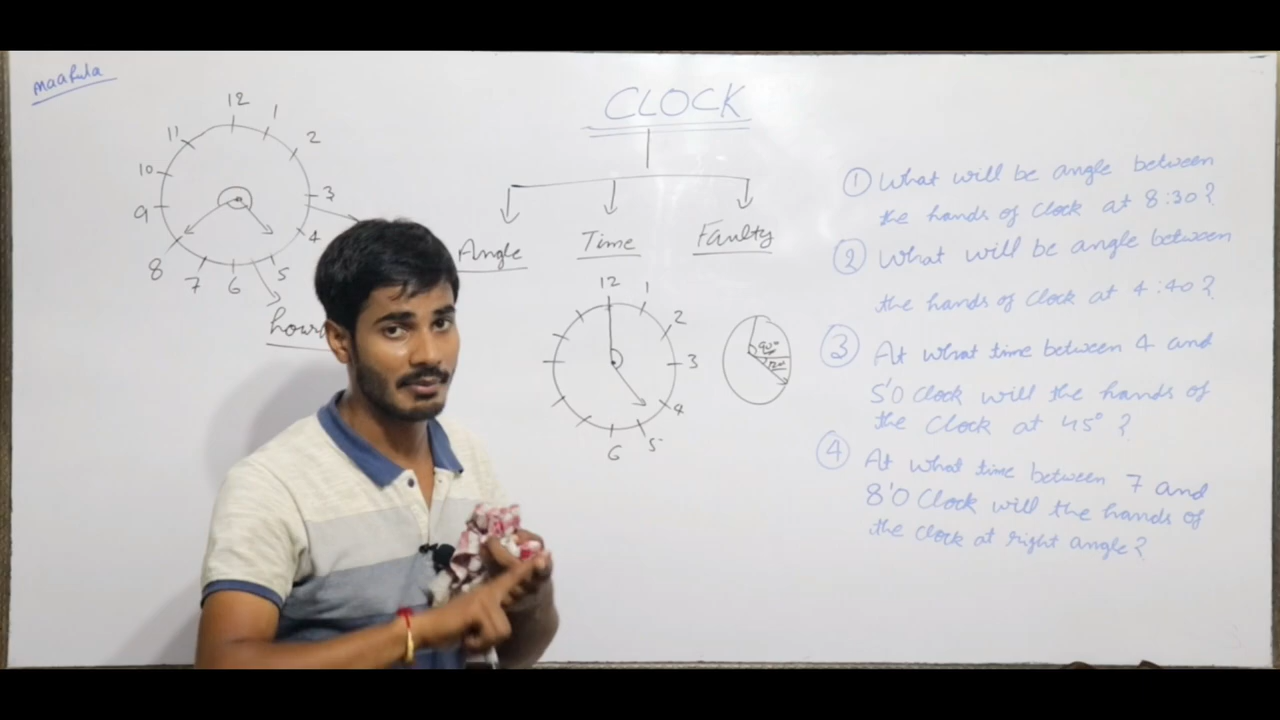 maaRula
CLOCK
Angle
Time
Faulty
12
1
2
3
4
5
6
7
8
9
10
11
12
1
2
3
4
5
6
90°
① What will be angle between
the hands of Clock at 8:30?
② What will be angle between
the hands of Clock at 4:40?
③ At what time between 4 and
5'O Clock will the hands of
the Clock at 45° ?
④ At what time between 7 and
8'O Clock will the hands of
the clock at right angle?